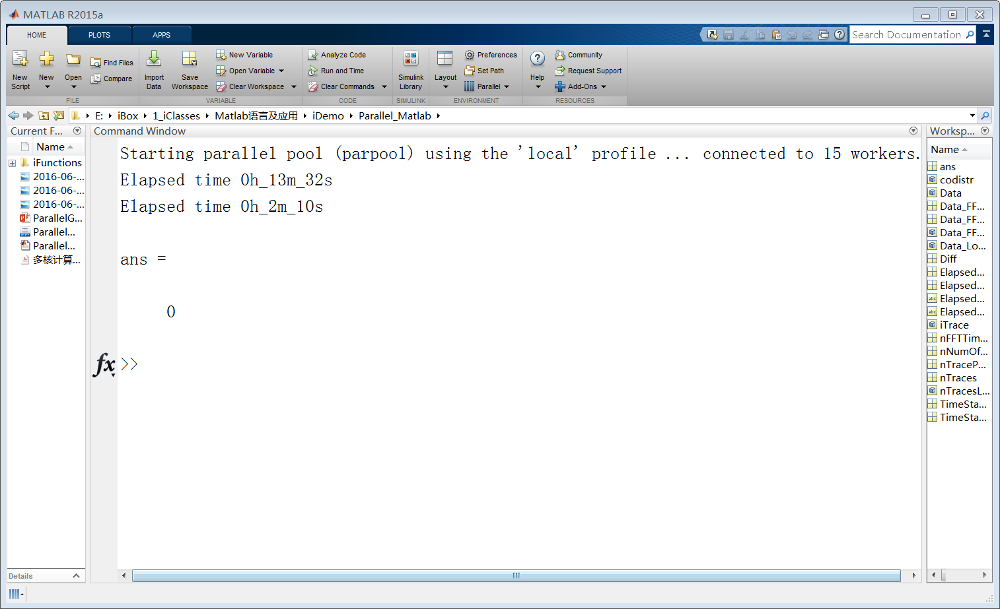 MATLAB R2015a
HOME PLOTS APPS
Search Documentation
New Script
New
Open
Find Files
Compare
FILE
Import Data
Save Workspace
New Variable
Open Variable
Clear Workspace
VARIABLE
Analyze Code
Run and Time
Clear Commands
CODE
Simulink Library
SIMULINK
Layout
Preferences
Set Path
Parallel
ENVIRONMENT
Help
Community
Request Support
Add-Ons
RESOURCES
E: iBox 1_iClasses Matlab语言及应用 iDemo Parallel_Matlab
Current F...
Name
iFunctions
2016-06-...
2016-06-...
2016-06-...
ParallelG...
Parallel...
Parallel...
多核计算...
Details
Command Window
Starting parallel pool (parpool) using the 'local' profile ... connected to 15 workers.
Elapsed time 0h_13m_32s
Elapsed time 0h_2m_10s
ans =
0
fx >>
Worksp...
Name
ans
codistr
Data
Data_FF...
Data_FF...
Data_FF...
Data_Lo...
Diff
Elapsed...
Elapsed...
Elapsed...
Elapsed...
iTrace
nFFTTim...
nNumOf...
nTraceP...
nTraces
nTracesL...
TimeSta...
TimeSta...